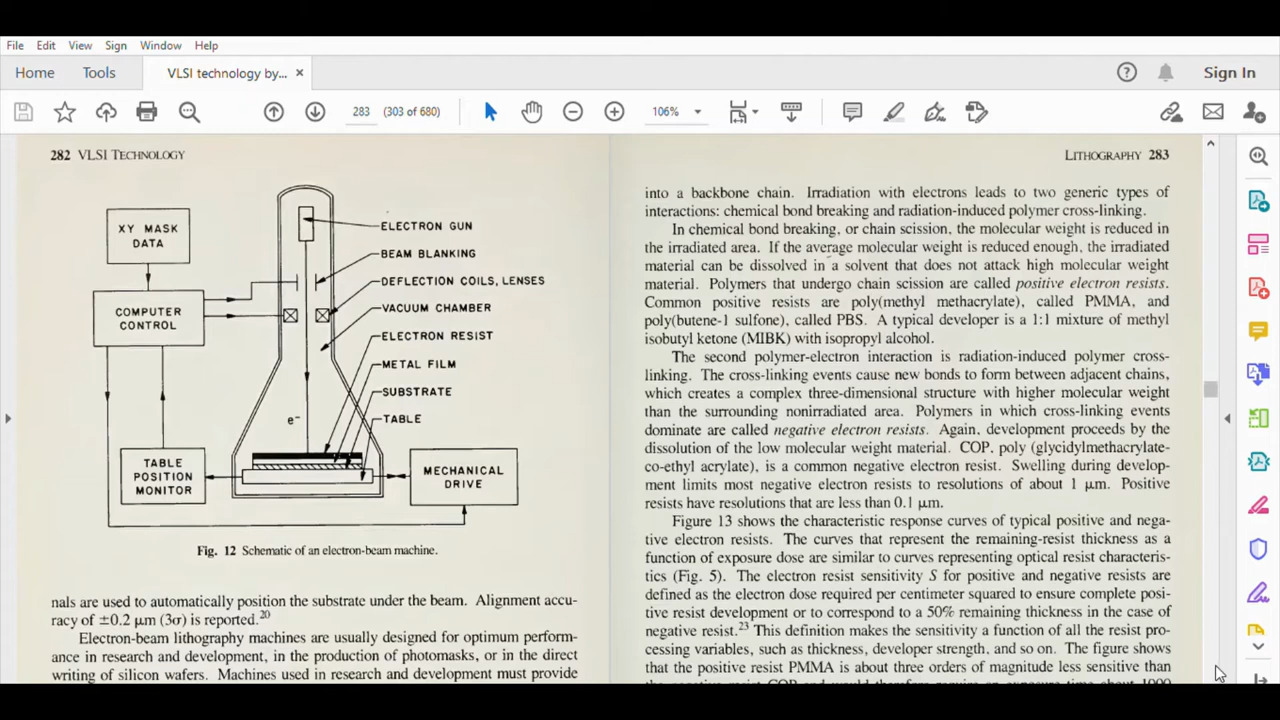 File Edit View Sign Window Help
Home Tools VLSI technology by... × Sign In
283 (303 of 680) 106%
282 VLSI TECHNOLOGY
XY MASK
DATA
COMPUTER
CONTROL
TABLE
POSITION
MONITOR
ELECTRON GUN
BEAM BLANKING
DEFLECTION COILS, LENSES
VACUUM CHAMBER
ELECTRON RESIST
METAL FILM
SUBSTRATE
TABLE
e−
MECHANICAL
DRIVE
Fig. 12 Schematic of an electron-beam machine.
nals are used to automatically position the substrate under the beam. Alignment accu-
racy of ±0.2 μm (3σ) is reported.20
Electron-beam lithography machines are usually designed for optimum perform-
ance in research and development, in the production of photomasks, or in the direct
writing of silicon wafers. Machines used in research and development must provide
LITHOGRAPHY 283
into a backbone chain. Irradiation with electrons leads to two generic types of
interactions: chemical bond breaking and radiation-induced polymer cross-linking.
In chemical bond breaking, or chain scission, the molecular weight is reduced in
the irradiated area. If the average molecular weight is reduced enough, the irradiated
material can be dissolved in a solvent that does not attack high molecular weight
material. Polymers that undergo chain scission are called positive electron resists.
Common positive resists are poly(methyl methacrylate), called PMMA, and
poly(butene-1 sulfone), called PBS. A typical developer is a 1:1 mixture of methyl
isobutyl ketone (MIBK) with isopropyl alcohol.
The second polymer-electron interaction is radiation-induced polymer cross-
linking. The cross-linking events cause new bonds to form between adjacent chains,
which creates a complex three-dimensional structure with higher molecular weight
than the surrounding nonirradiated area. Polymers in which cross-linking events
dominate are called negative electron resists. Again, development proceeds by the
dissolution of the low molecular weight material. COP, poly (glycidylmethacrylate-
co-ethyl acrylate), is a common negative electron resist. Swelling during develop-
ment limits most negative electron resists to resolutions of about 1 μm. Positive
resists have resolutions that are less than 0.1 μm.
Figure 13 shows the characteristic response curves of typical positive and nega-
tive electron resists. The curves that represent the remaining-resist thickness as a
function of exposure dose are similar to curves representing optical resist characteris-
tics (Fig. 5). The electron resist sensitivity S for positive and negative resists are
defined as the electron dose required per centimeter squared to ensure complete posi-
tive resist development or to correspond to a 50% remaining thickness in the case of
negative resist.23 This definition makes the sensitivity a function of all the resist pro-
cessing variables, such as thickness, developer strength, and so on. The figure shows
that the positive resist PMMA is about three orders of magnitude less sensitive than